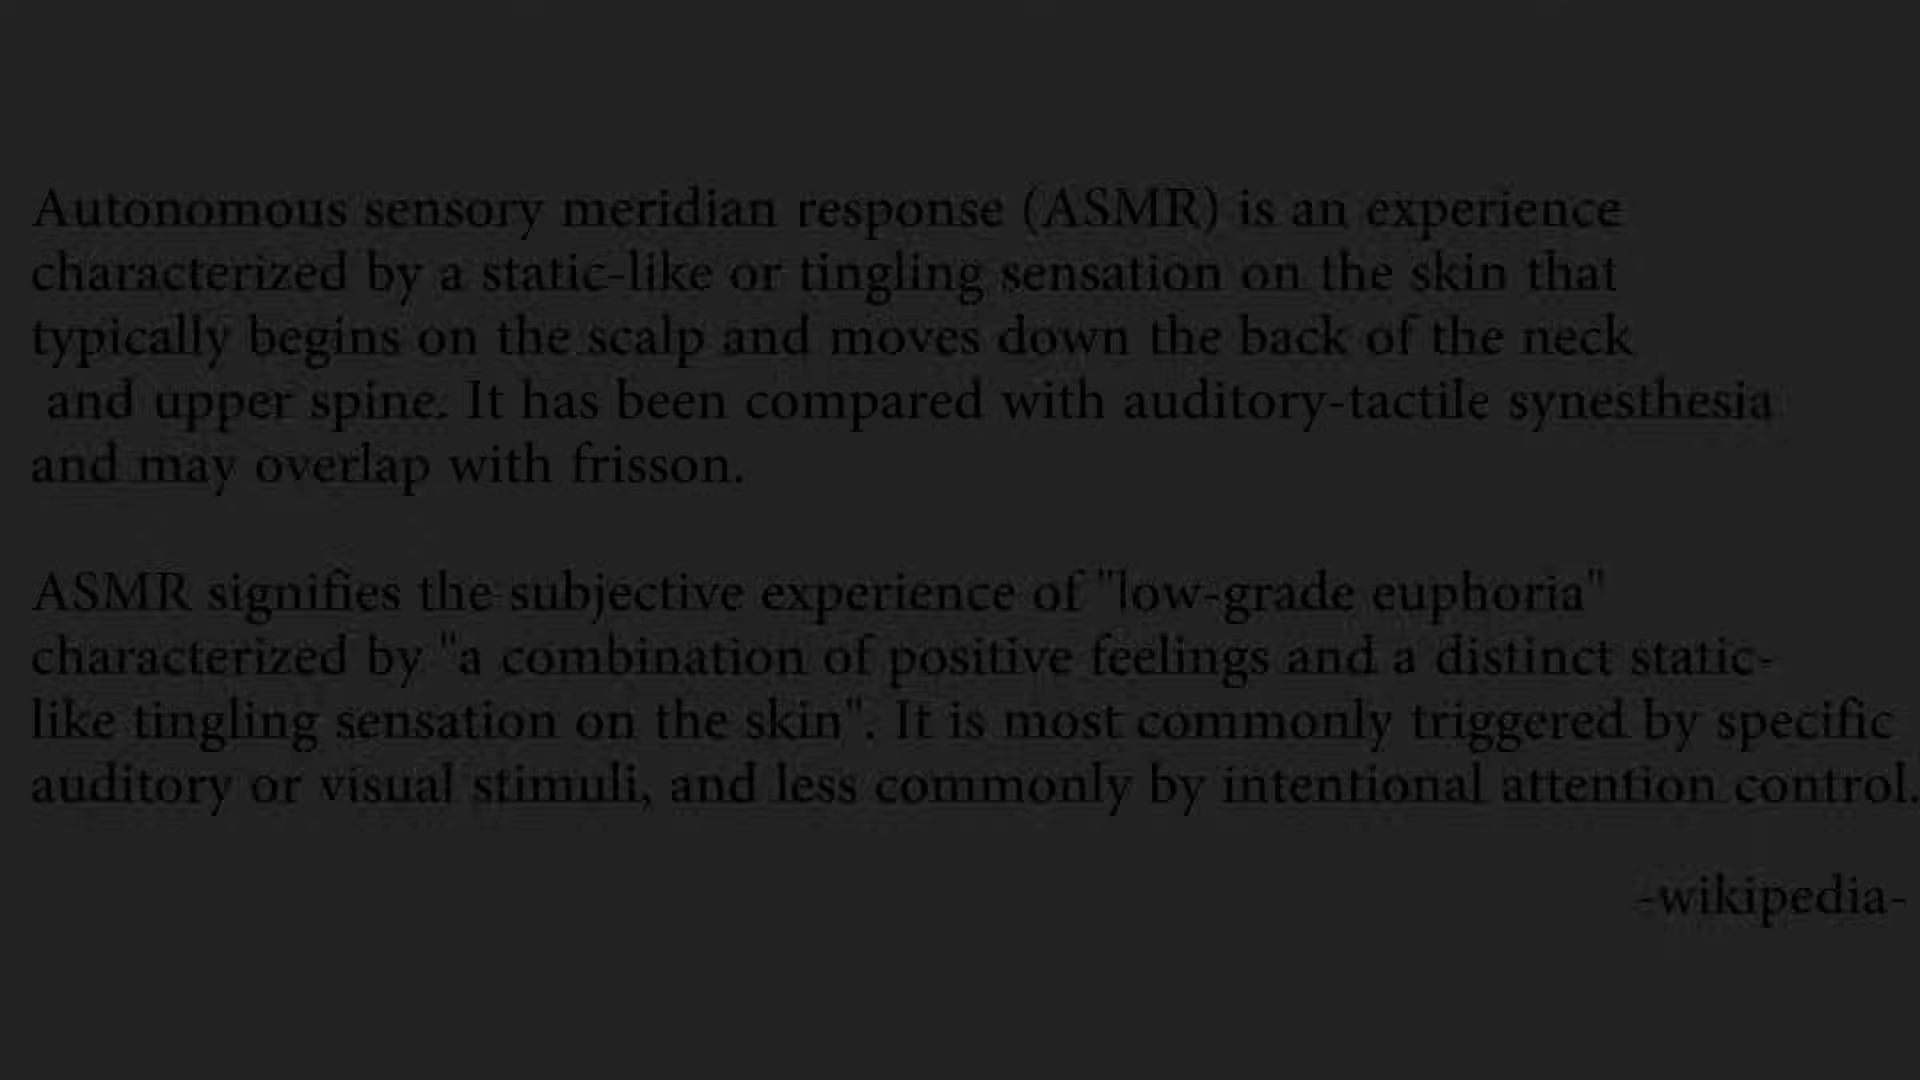 Autonomous sensory meridian response (ASMR) is an experience
characterized by a static-like or tingling sensation on the skin that
typically begins on the scalp and moves down the back of the neck
and upper spine. It has been compared with auditory-tactile synesthesia
and may overlap with frisson.
ASMR signifies the subjective experience of "low-grade euphoria"
characterized by "a combination of positive feelings and a distinct static-
like tingling sensation on the skin". It is most commonly triggered by specific
auditory or visual stimuli, and less commonly by intentional attention control.
-wikipedia-